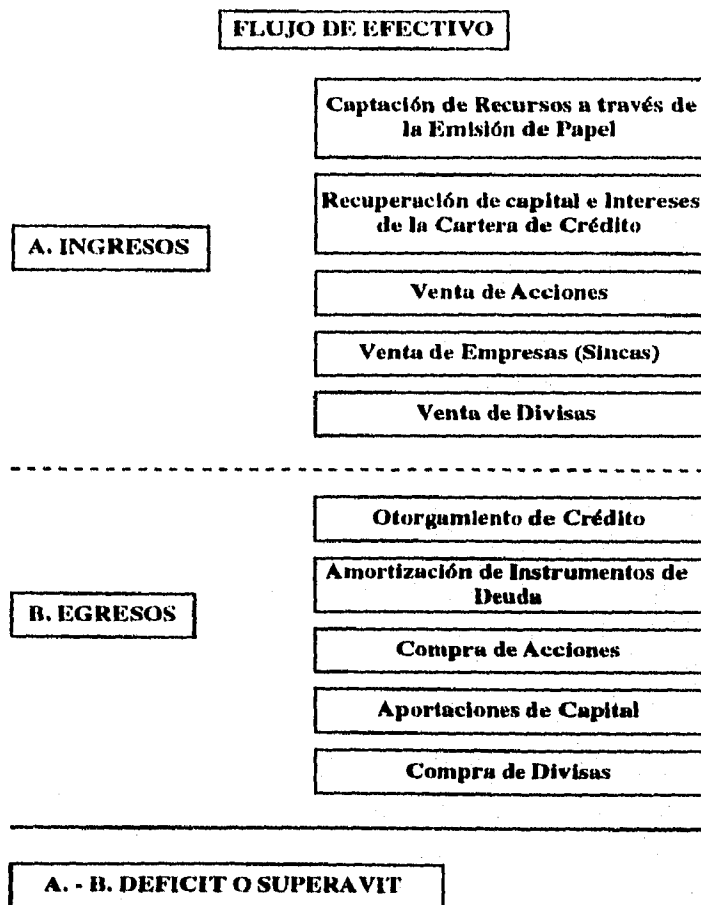 FLUJO DE EFECTIVO
Captación de Recursos a través de
la Emisión de Papel
Recuperación de capital e Intereses
de la Cartera de Crédito
A. INGRESOS
Venta de Acciones
Venta de Empresas (Sincas)
Venta de Divisas
Otorgamiento de Crédito
Amortización de Instrumentos de
Deuda
B. EGRESOS
Compra de Acciones
Aportaciones de Capital
Compra de Divisas
A. - B. DEFICIT O SUPERAVIT